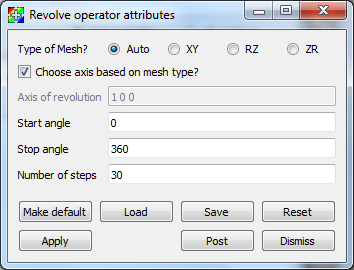 Revolve operator attributes
Type of Mesh? Auto XY RZ ZR
Choose axis based on mesh type?
Axis of revolution 1 0 0
Start angle 0
Stop angle 360
Number of steps 30
Make default Load Save Reset
Apply Post Dismiss